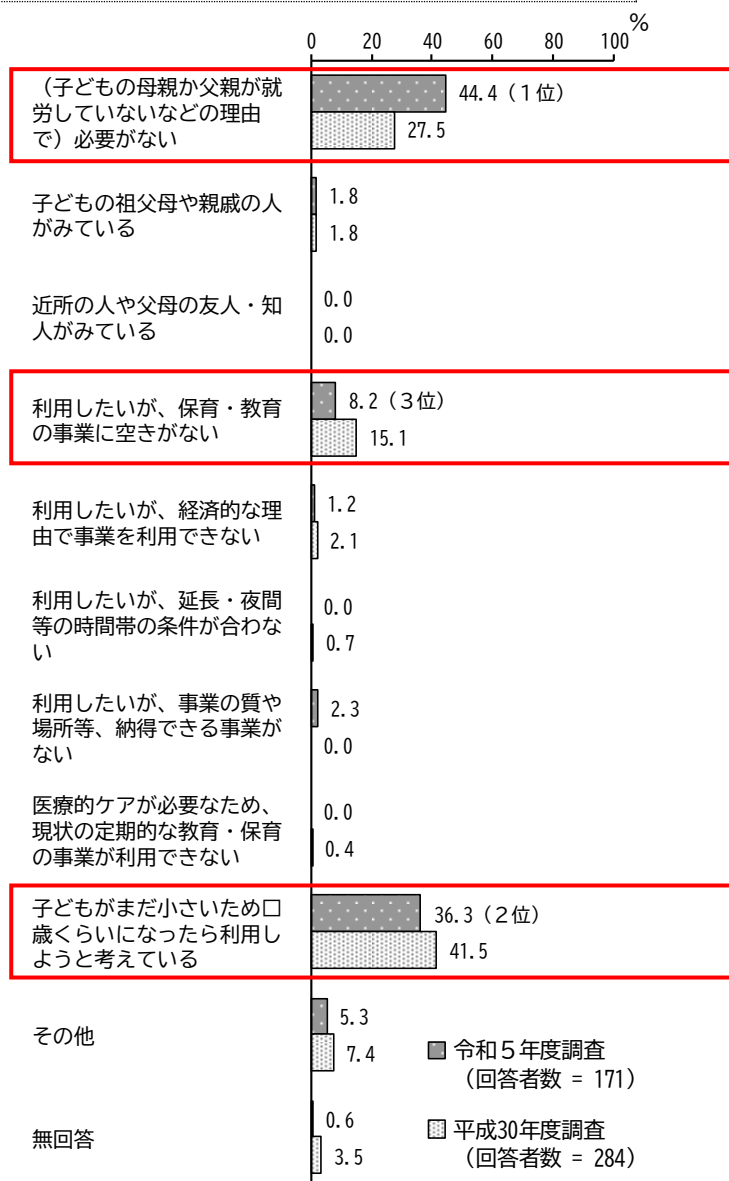 %
0 20 40 60 80 100
（子どもの母親か父親が就
労していないなどの理由
で）必要がない
44.4（１位）
27.5
子どもの祖父母や親戚の人
がみている
1.8
1.8
近所の人や父母の友人・知
人がみている
0.0
0.0
利用したいが、保育・教育
の事業に空きがない
8.2（３位）
15.1
利用したいが、経済的な理
由で事業を利用できない
1.2
2.1
利用したいが、延長・夜間
等の時間帯の条件が合わな
い
0.0
0.7
利用したいが、事業の質や
場所等、納得できる事業が
ない
2.3
0.0
医療的ケアが必要なため、
現状の定期的な教育・保育
の事業が利用できない
0.0
0.4
子どもがまだ小さいため□
歳くらいになったら利用し
ようと考えている
36.3（２位）
41.5
その他
5.3
7.4
無回答
0.6
3.5
令和５年度調査
（回答者数 = 171）
平成30年度調査
（回答者数 = 284）